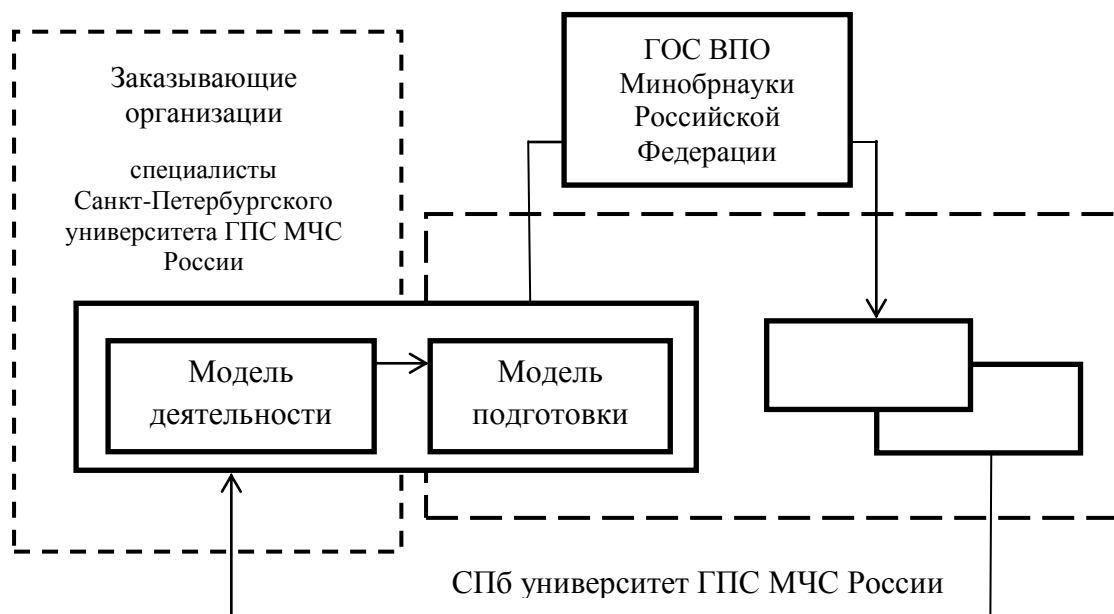 Заказывающие
организации
специалисты
Санкт-Петербургского
университета ГПС МЧС
России
ГОС ВПО
Минобрнауки
Российской
Федерации
Модель
деятельности
Модель
подготовки
СПб университет ГПС МЧС России